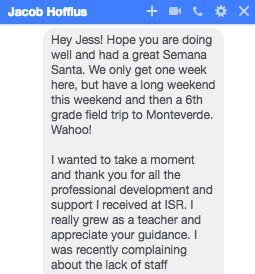 Jacob Hoffius
Hey Jess! Hope you are doing
well and had a great Semana
Santa. We only get one week
here, but have a long weekend
this weekend and then a 6th
grade field trip to Monteverde.
Wahoo!
I wanted to take a moment
and thank you for all the
professional development and
support I received at ISR. I
really grew as a teacher and
appreciate your guidance. I
was recently complaining
about the lack of staff